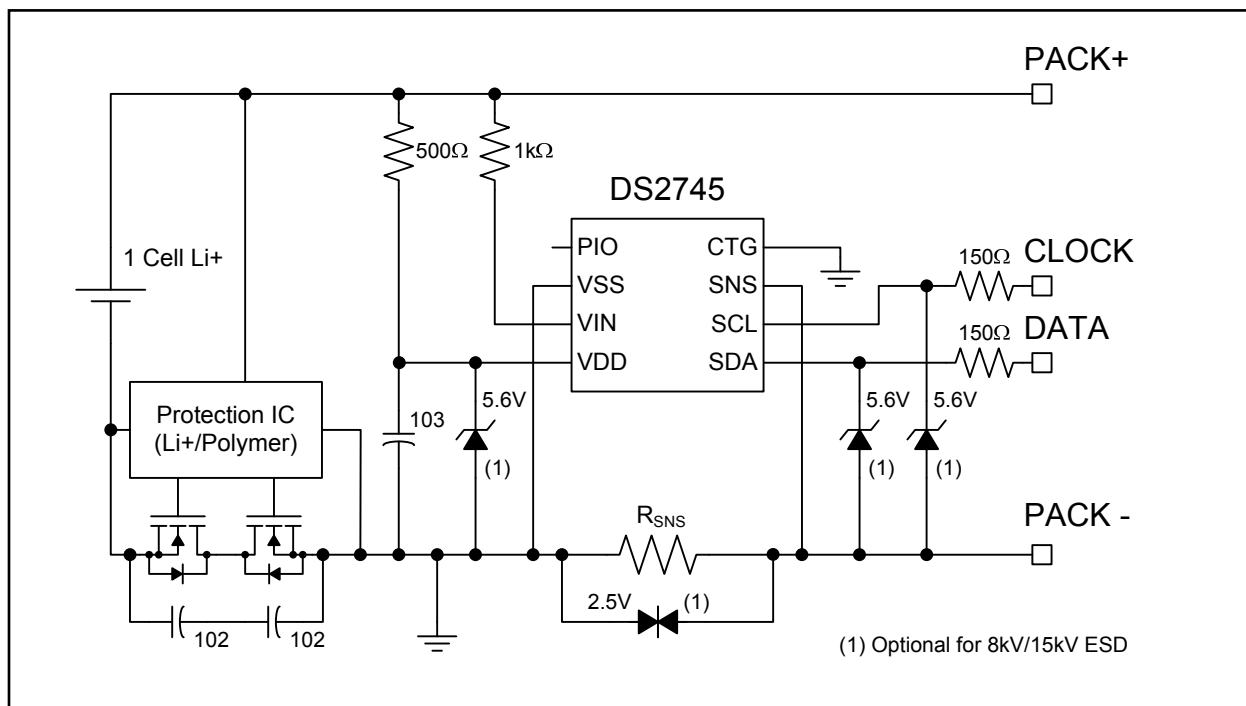 PACK+
500Ω
1kΩ
DS2745
PIO
VSS
VIN
VDD
CTG
SNS
SCL
SDA
150Ω
CLOCK
150Ω
DATA
1 Cell Li+
Protection IC
(Li+/Polymer)
103
5.6V
(1)
5.6V
(1)
5.6V
(1)
RSNS
PACK -
2.5V
(1)
102
102
(1) Optional for 8kV/15kV ESD